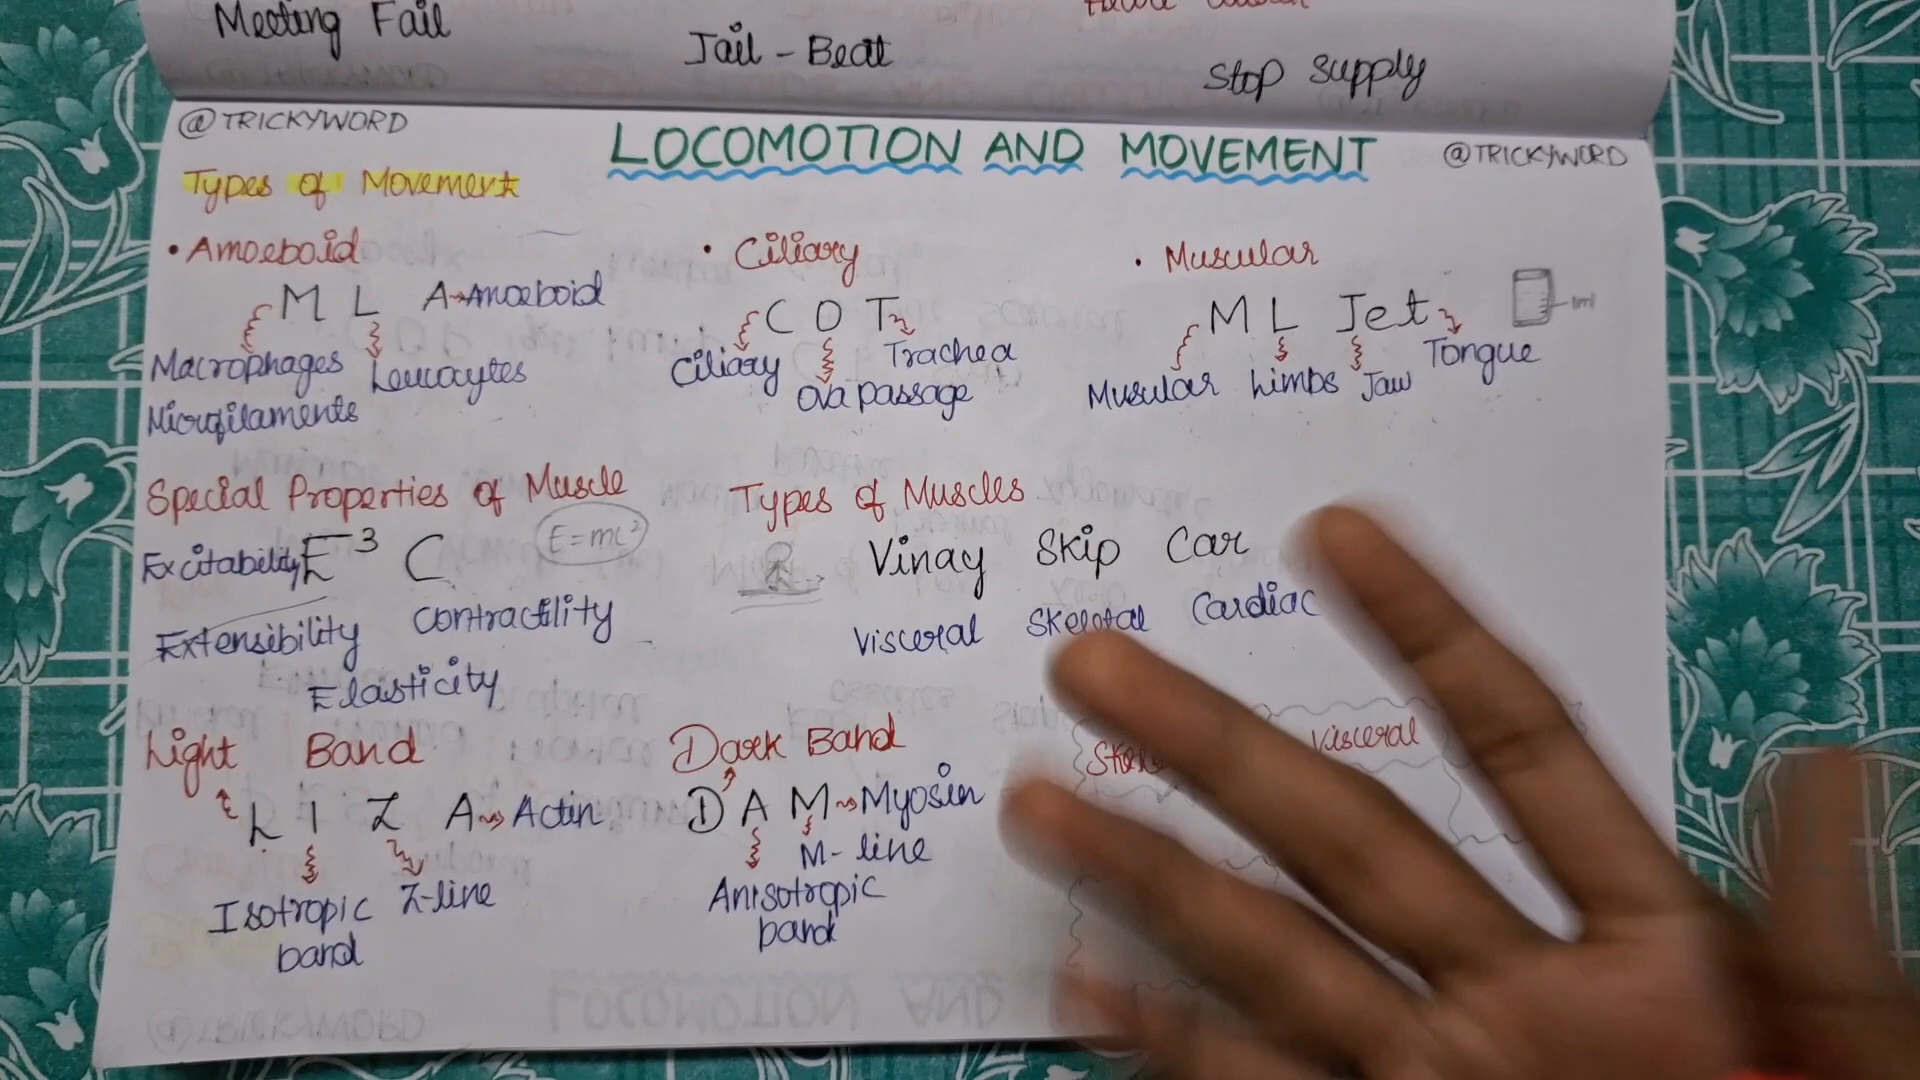 Meeting Fail
Jail - Beat
Stop Supply
@TRICKYWORD
LOCOMOTION AND MOVEMENT
@TRICKYWORD
Types of Movement
• Amoeboid
M L A→Amoeboid
Macrophages Leucocytes
Microfilaments
• Ciliary
C O T
Ciliary Trachea
Ova passage
• Muscular
M L Jet
Tongue
Musular Limbs Jaw
Special Properties of Muscle
E=mc²
Excitability E³ C
Extensibility Contractility
Elasticity
Types of Muscles
Vinay Skip Car
Visceral Skeletal Cardiac
Light Band
L I Z A Actin
Isotropic Z-line
band
Dark Band
D A M Myosin
M-line
Anisotropic
band
Visceral